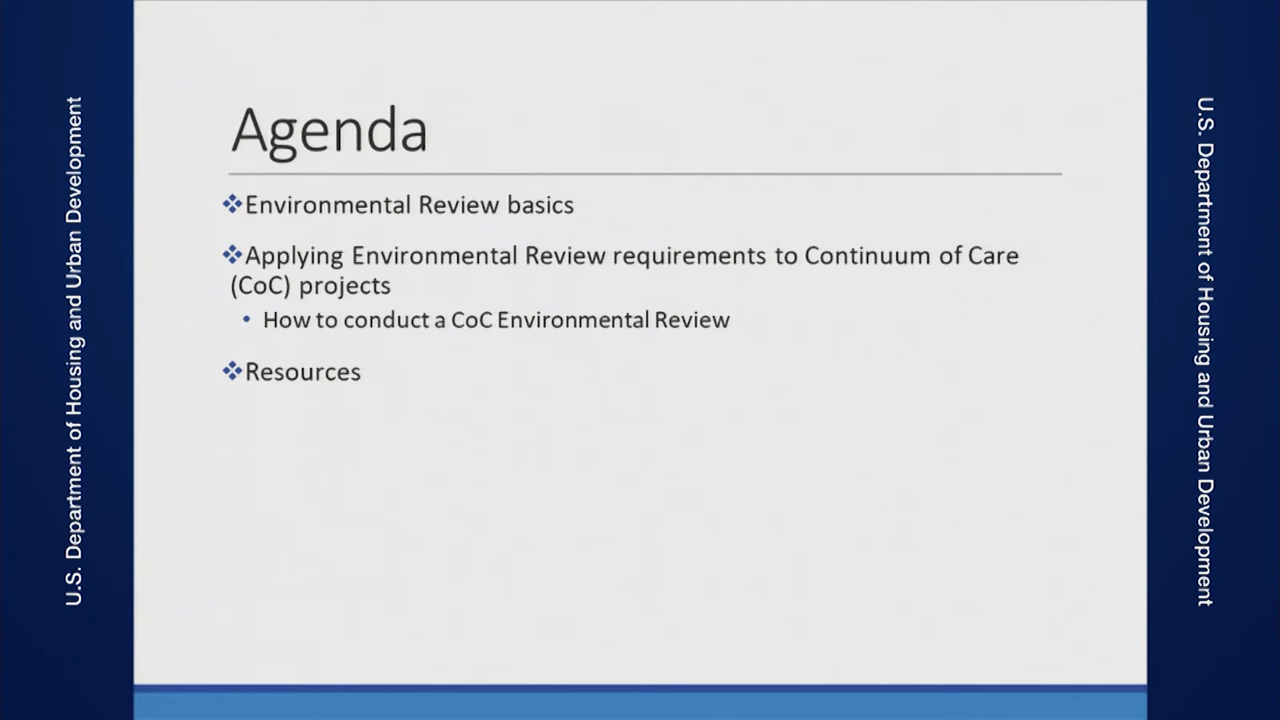 U.S. Department of Housing and Urban Development
Agenda
❖Environmental Review basics
❖Applying Environmental Review requirements to Continuum of Care
(CoC) projects
• How to conduct a CoC Environmental Review
❖Resources
U.S. Department of Housing and Urban Development